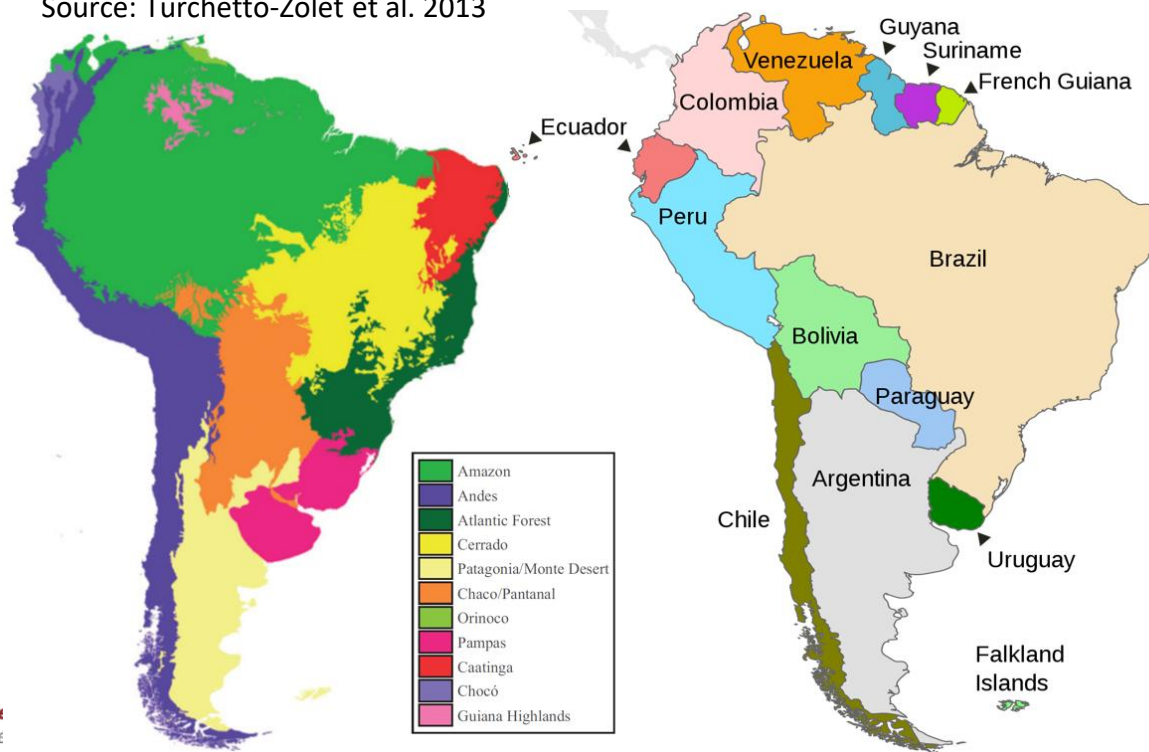 Source: Turchetto-Zolet et al. 2013
Amazon
Andes
Atlantic Forest
Cerrado
Patagonia/Monte Desert
Chaco/Pantanal
Orinoco
Pampas
Caatinga
Chocó
Guiana Highlands
Guyana
Suriname
French Guiana
Venezuela
Colombia
Ecuador
Peru
Brazil
Bolivia
Paraguay
Argentina
Chile
Uruguay
Falkland
Islands